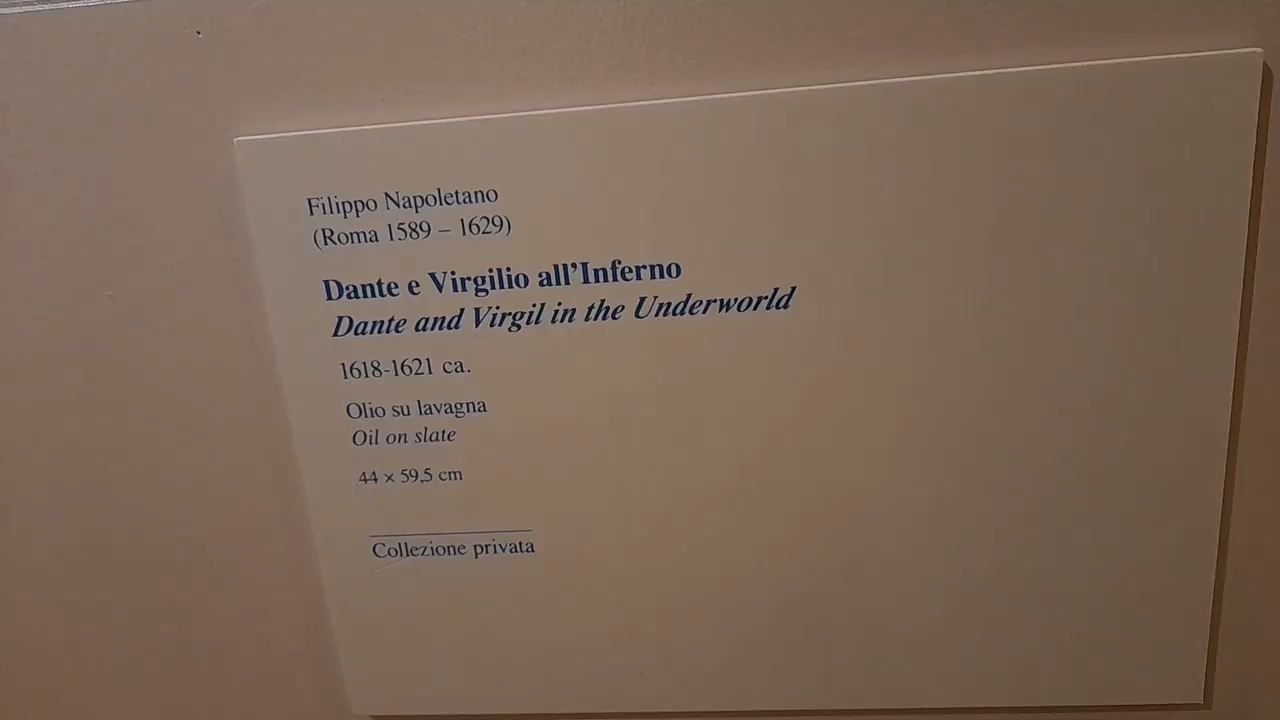 Filippo Napoletano
(Roma 1589 – 1629)
Dante e Virgilio all’Inferno
Dante and Virgil in the Underworld
1618-1621 ca.
Olio su lavagna
Oil on slate
44 × 59,5 cm
Collezione privata